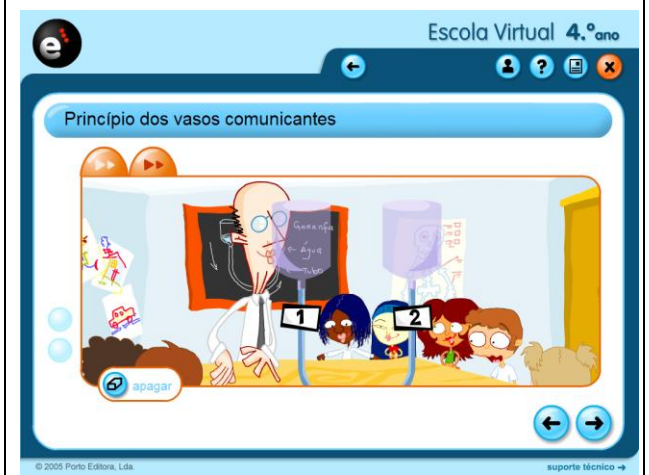 e
Escola Virtual 4.ºano
?
Princípio dos vasos comunicantes
Garrafa
água
Tubo
1
2
apagar
© 2005 Porto Editora, Lda.
suporte técnico →